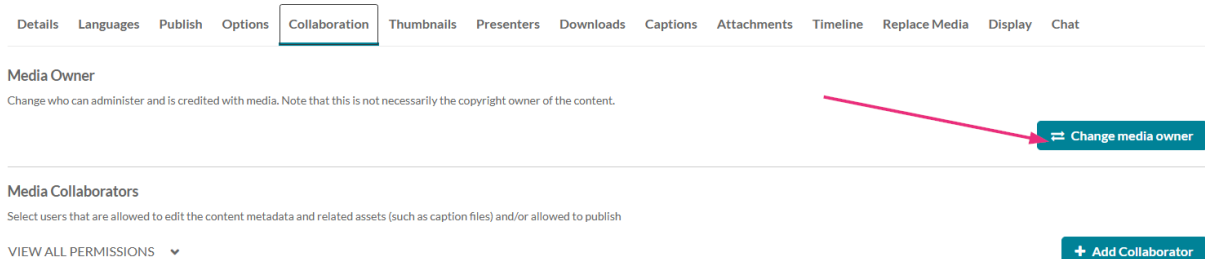 Details Languages Publish Options Collaboration Thumbnails Presenters Downloads Captions Attachments Timeline Replace Media Display Chat
Media Owner
Change who can administer and is credited with media. Note that this is not necessarily the copyright owner of the content.
Change media owner
Media Collaborators
Select users that are allowed to edit the content metadata and related assets (such as caption files) and/or allowed to publish
VIEW ALL PERMISSIONS
+ Add Collaborator